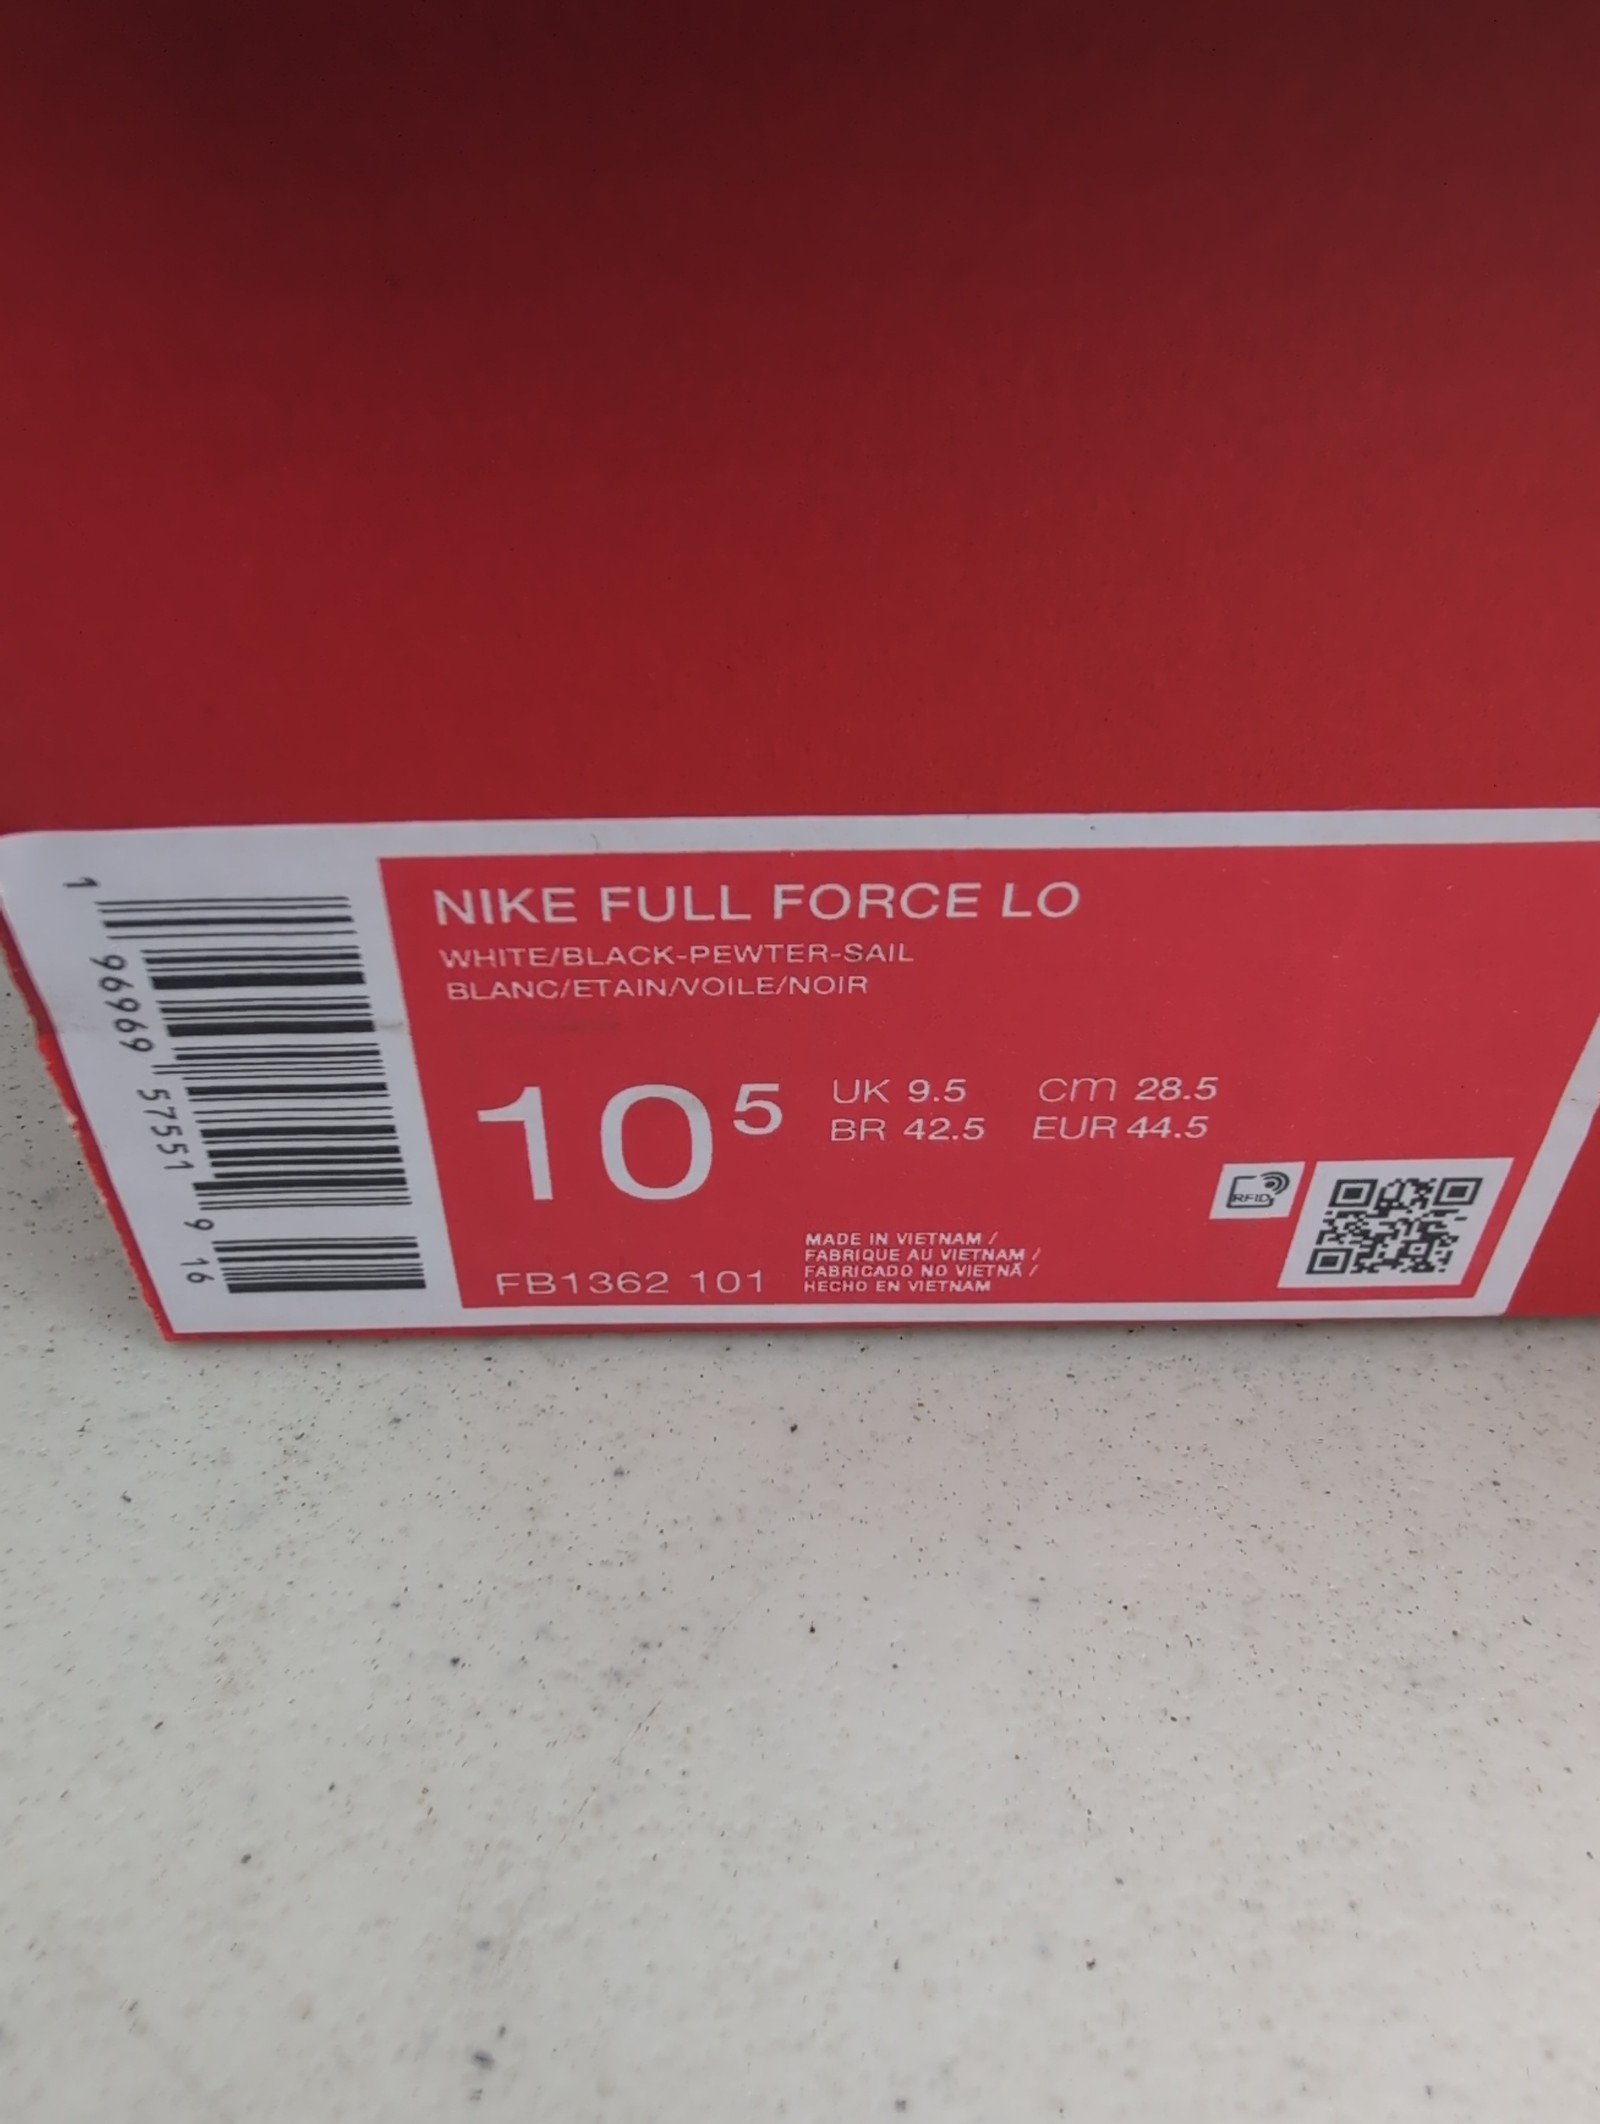 NIKE FULL FORCE LO
WHITE/BLACK-PEWTER-SAIL
BLANC/ETAIN/VOILE/NOIR
10 5
UK 9.5 cm 28.5
BR 42.5 EUR 44.5
RFID
MADE IN VIETNAM /
FABRIQUE AU VIETNAM /
FABRICADO NO VIETNÃ /
HECHO EN VIETNAM
FB1362 101
1 96969 57551 9 16